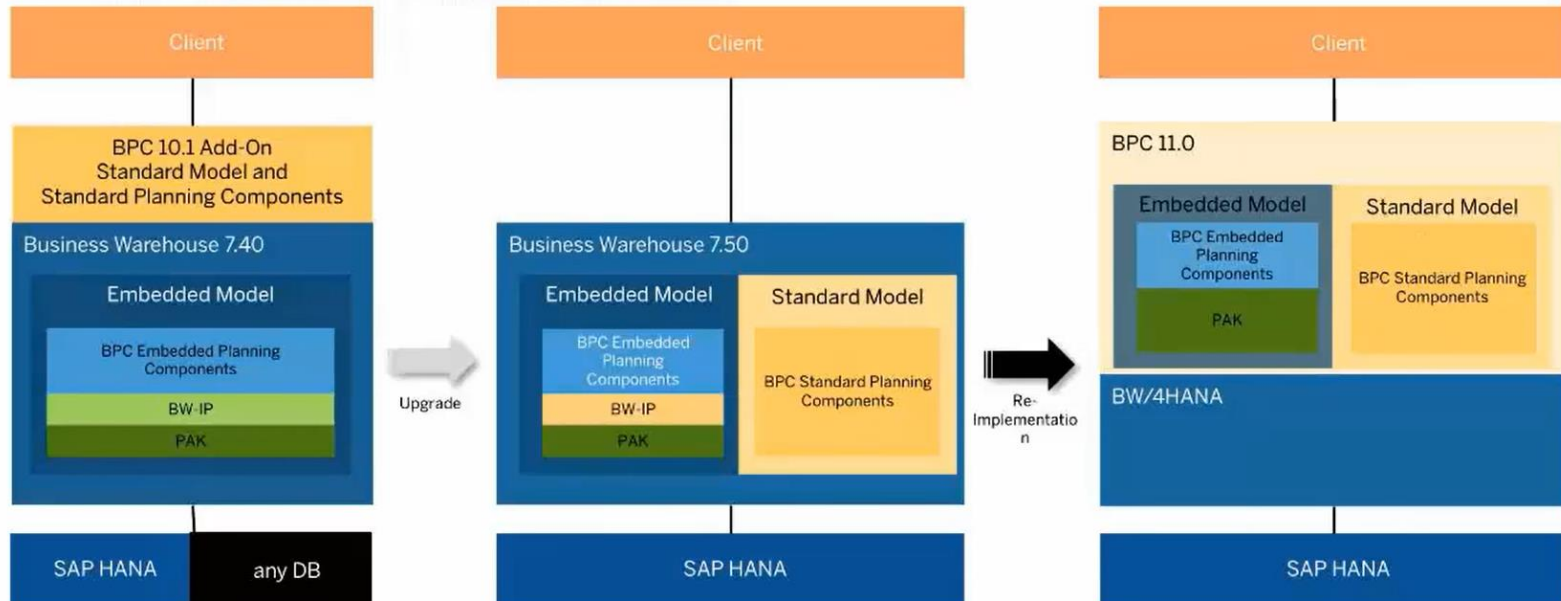 Client
BPC 10.1 Add-On
Standard Model and
Standard Planning Components
Business Warehouse 7.40
Embedded Model
BPC Embedded Planning
Components
BW-IP
PAK
SAP HANA
any DB
Upgrade
Client
Business Warehouse 7.50
Embedded Model
BPC Embedded
Planning
Components
BW-IP
PAK
Standard Model
BPC Standard Planning
Components
SAP HANA
Re-
Implementatio
n
Client
BPC 11.0
Embedded Model
BPC Embedded
Planning
Components
PAK
Standard Model
BPC Standard Planning
Components
BW/4HANA
SAP HANA